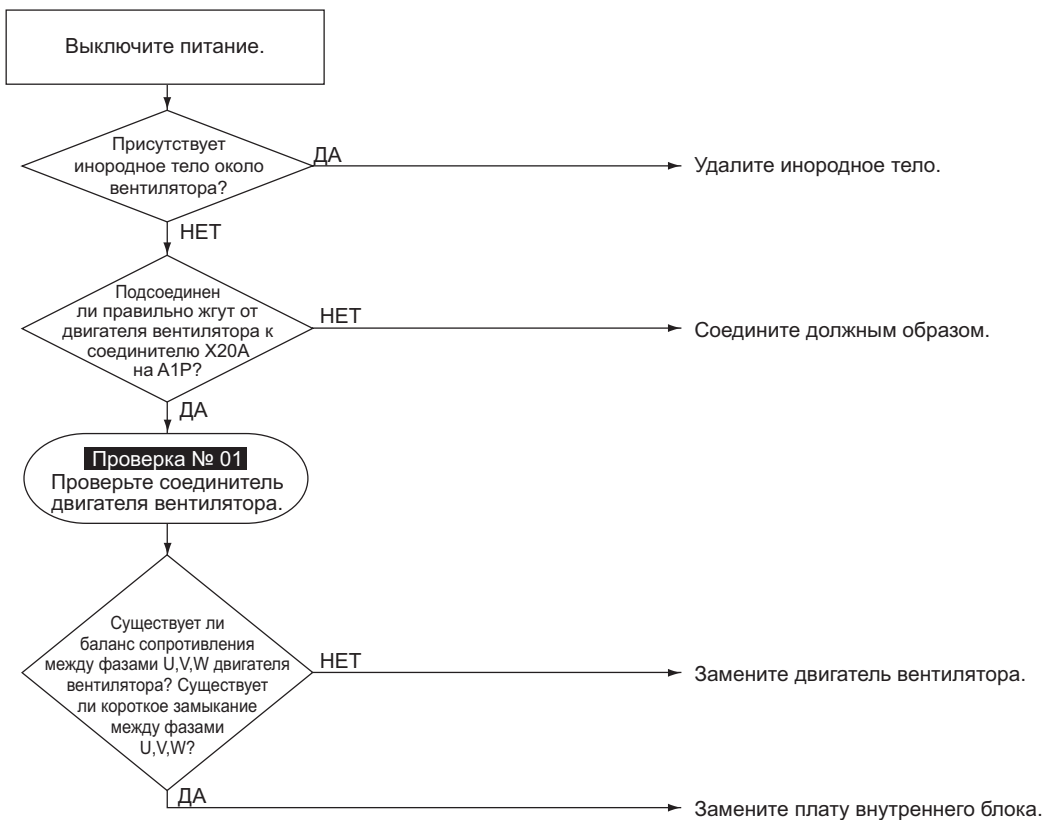 Выключите питание.
Присутствует
инородное тело около
вентилятора?
ДА
Удалите инородное тело.
НЕТ
Подсоединен
ли правильно жгут от
двигателя вентилятора к
соединителю X20A
на A1P?
НЕТ
Соедините должным образом.
ДА
Проверка № 01
Проверьте соединитель
двигателя вентилятора.
Существует ли
баланс сопротивления
между фазами U,V,W двигателя
вентилятора? Существует
ли короткое замыкание
между фазами
U,V,W?
НЕТ
Замените двигатель вентилятора.
ДА
Замените плату внутреннего блока.